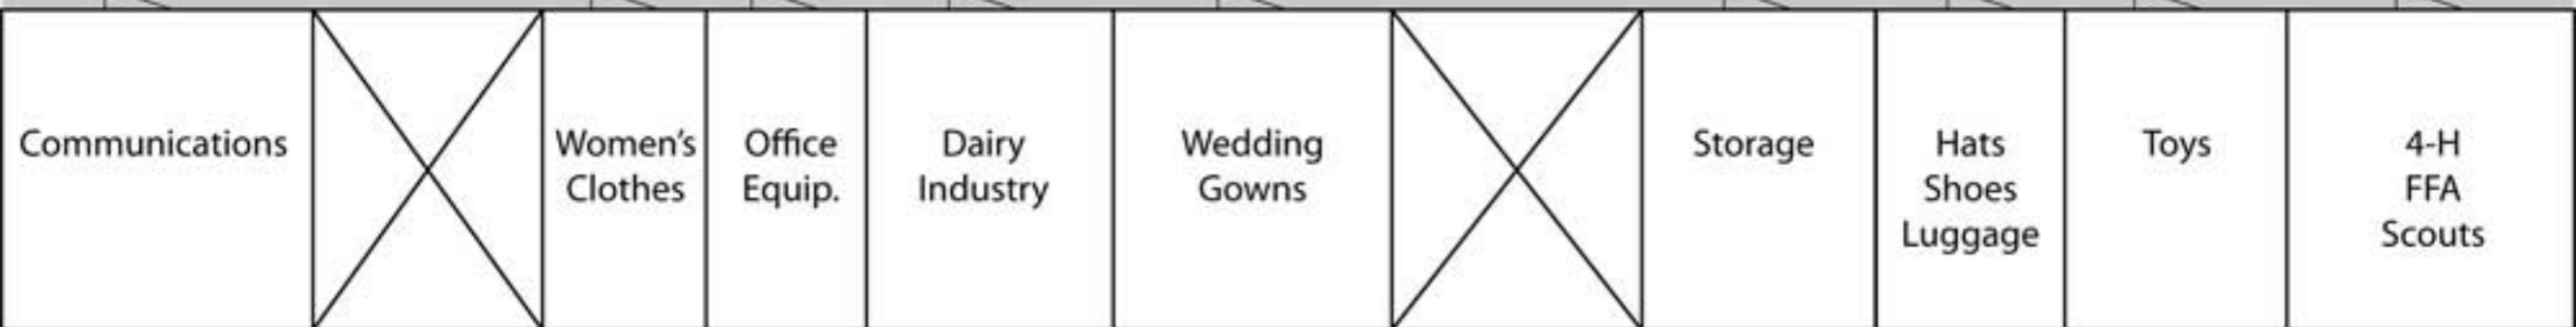 Communications
Women's
Clothes
Office
Equip.
Dairy
Industry
Wedding
Gowns
Storage
Hats
Shoes
Luggage
Toys
4-H
FFA
Scouts